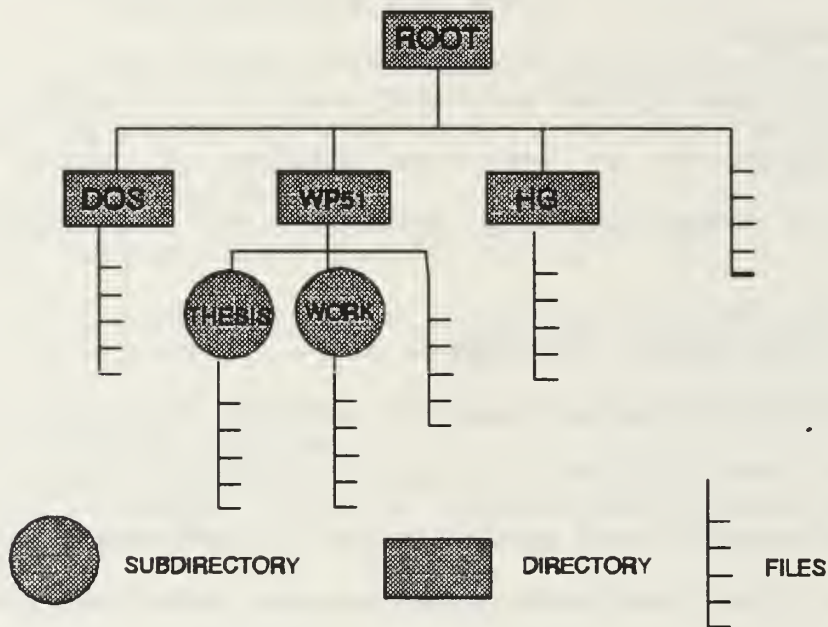 ROOT
DOS
WP51
HG
THESIS
WORK
SUBDIRECTORY
DIRECTORY
FILES